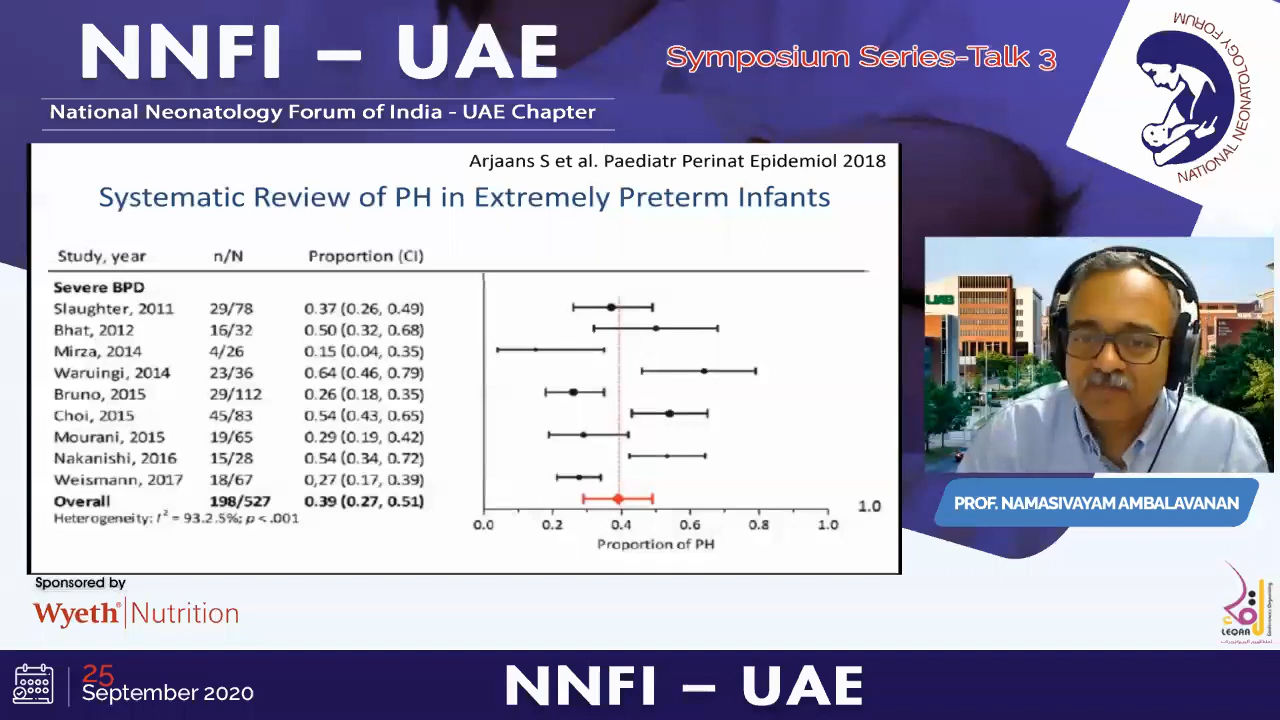 NNFI – UAE
National Neonatology Forum of India - UAE Chapter
Symposium Series-Talk 3
NATIONAL NEONATOLOGY FORUM
Arjaans S et al. Paediatr Perinat Epidemiol 2018
Systematic Review of PH in Extremely Preterm Infants
Study, year n/N Proportion (CI)
Severe BPD
Slaughter, 2011 29/78 0.37 (0.26, 0.49)
Bhat, 2012 16/32 0.50 (0.32, 0.68)
Mirza, 2014 4/26 0.15 (0.04, 0.35)
Waruingi, 2014 23/36 0.64 (0.46, 0.79)
Bruno, 2015 29/112 0.26 (0.18, 0.35)
Choi, 2015 45/83 0.54 (0.43, 0.65)
Mourani, 2015 19/65 0.29 (0.19, 0.42)
Nakanishi, 2016 15/28 0.54 (0.34, 0.72)
Weismann, 2017 18/67 0,27 (0.17, 0.39)
Overall 198/527 0.39 (0.27, 0.51)
Heterogeneity: I² = 93.2.5%; p < .001
1.0
0.0 0.2 0.4 0.6 0.8 1.0
Proportion of PH
UAB
PROF. NAMASIVAYAM AMBALAVANAN
Sponsored by
Wyeth® Nutrition
LEQAA
25
September 2020
NNFI – UAE